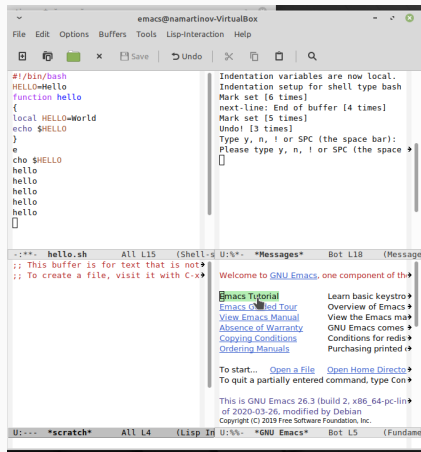 emacs@namartinov-VirtualBox
File Edit Options Buffers Tools Lisp-Interaction Help
Save Undo
#!/bin/bash
HELLO=Hello
function hello
{
local HELLO=World
echo $HELLO
}
e
cho $HELLO
hello
hello
hello
hello
hello
-:**- hello.sh All L15 (Shell-s
Indentation variables are now local.
Indentation setup for shell type bash
Mark set [6 times]
next-line: End of buffer [4 times]
Mark set [5 times]
Undo! [3 times]
Type y, n, ! or SPC (the space bar):
Please type y, n, ! or SPC (the space
U:%*- *Messages* Bot L18 (Message
;; This buffer is for text that is not
;; To create a file, visit it with C-x
U:--- *scratch* All L4 (Lisp In
Welcome to GNU Emacs, one component of the
Emacs Tutorial Learn basic keystro
Emacs Guided Tour Overview of Emacs
View Emacs Manual View the Emacs ma
Absence of Warranty GNU Emacs comes
Copying Conditions Conditions for redis
Ordering Manuals Purchasing printed
To start... Open a File Open Home Directo
To quit a partially entered command, type Con
This is GNU Emacs 26.3 (build 2, x86_64-pc-lin
of 2020-03-26, modified by Debian
Copyright (C) 2019 Free Software Foundation, Inc.
U:%%- *GNU Emacs* Bot L5 (Fundame